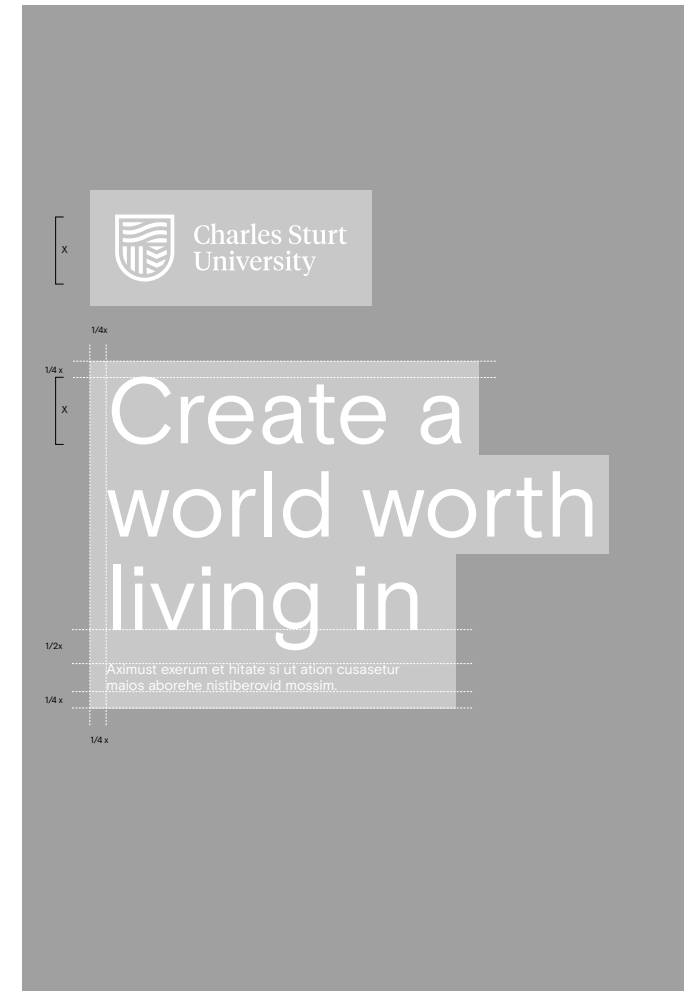 Charles Sturt
University
X
1/4x
1/4 x
X
Create a
world worth
living in
1/2x
Aximust exerum et hitate si ut ation cusasetur
maios aborehe nistiberovid mossim.
1/4 x
1/4 x